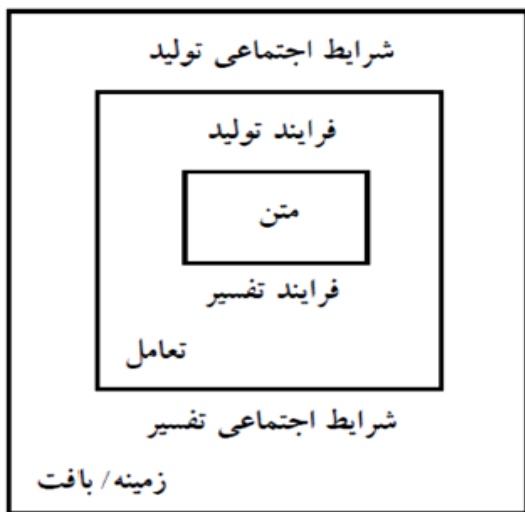 شرایط اجتماعی تولید
فرایند تولید
متن
فرایند تفسیر
تعامل
شرایط اجتماعی تفسیر
زمینه/ بافت